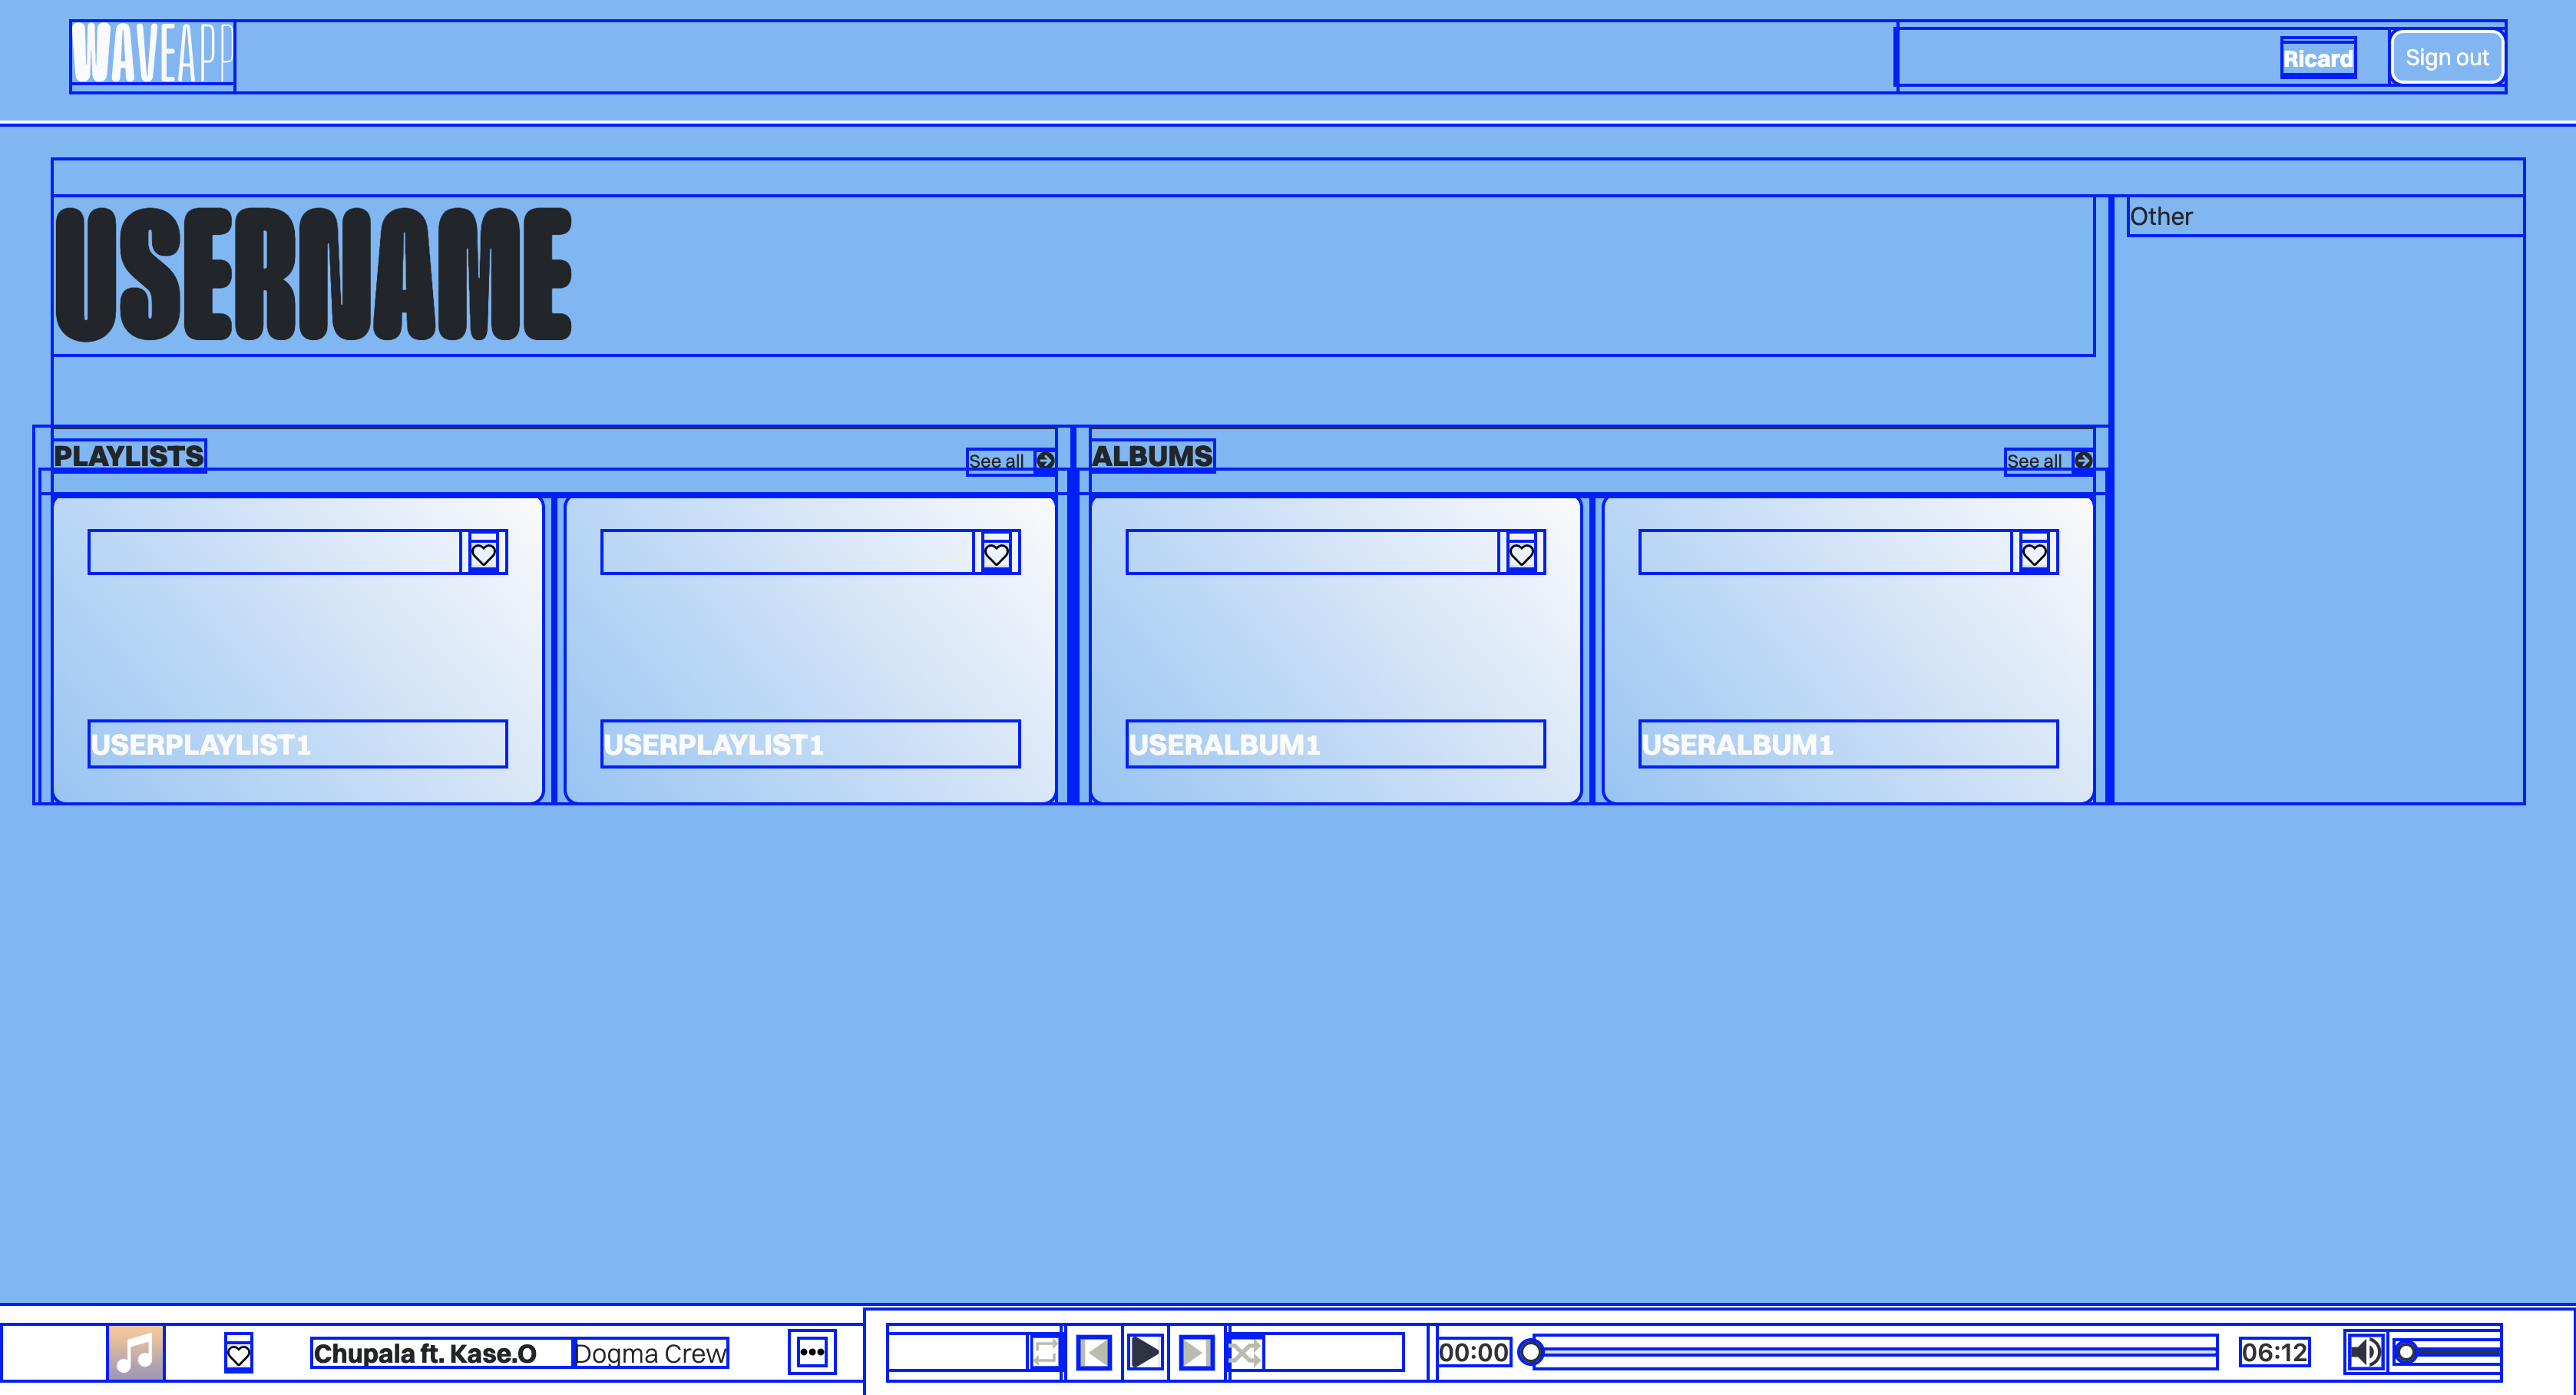 WAVEAPP
Ricard
Sign out
USERNAME
Other
PLAYLISTS
See all
ALBUMS
See all
USERPLAYLIST1
USERPLAYLIST1
USERALBUM1
USERALBUM1
Chupala ft. Kase.O
Dogma Crew
00:00
06:12